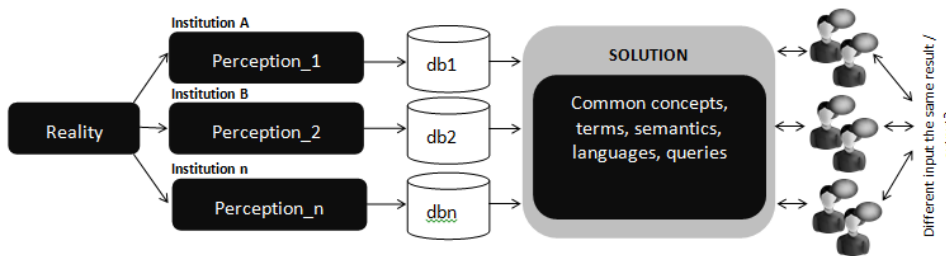 Institution A
Perception_1
db1
SOLUTION
Institution B
Reality
Perception_2
db2
Common concepts,
terms, semantics,
languages, queries
Institution n
Perception_n
dbn
Different input the same result /